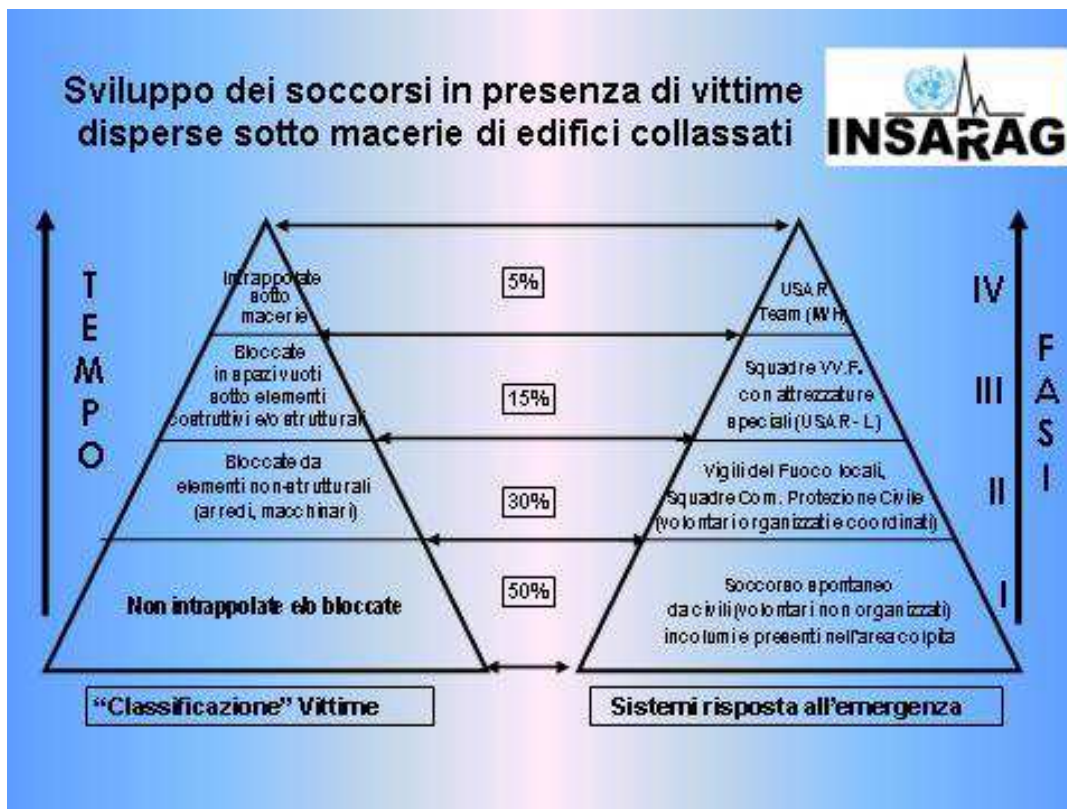 Sviluppo dei soccorsi in presenza di vittime
disperse sotto macerie di edifici collassati
INSARAG
TEMPO
Intrappolate
sotto
macerie
Bloccate
in spazi vuoti
sotto elementi
costruttivi e/o strutturali
Bloccate da
elementi non-strutturali
(arredi, macchinari)
Non intrappolate e/o bloccate
"Classificazione" Vittime
5%
15%
30%
50%
USAR
Team (M/H)
Squadre VV.F.
con attrezzature
speciali (USAR - L)
Vigili del Fuoco locali,
Squadre Com. Protezione Civile
(volontari organizzati e coordinati)
Soccorso spontaneo
da civili (volontari non organizzati)
incolumi e presenti nell'area colpita
Sistemi risposta all'emergenza
IV
III
II
I
FASI